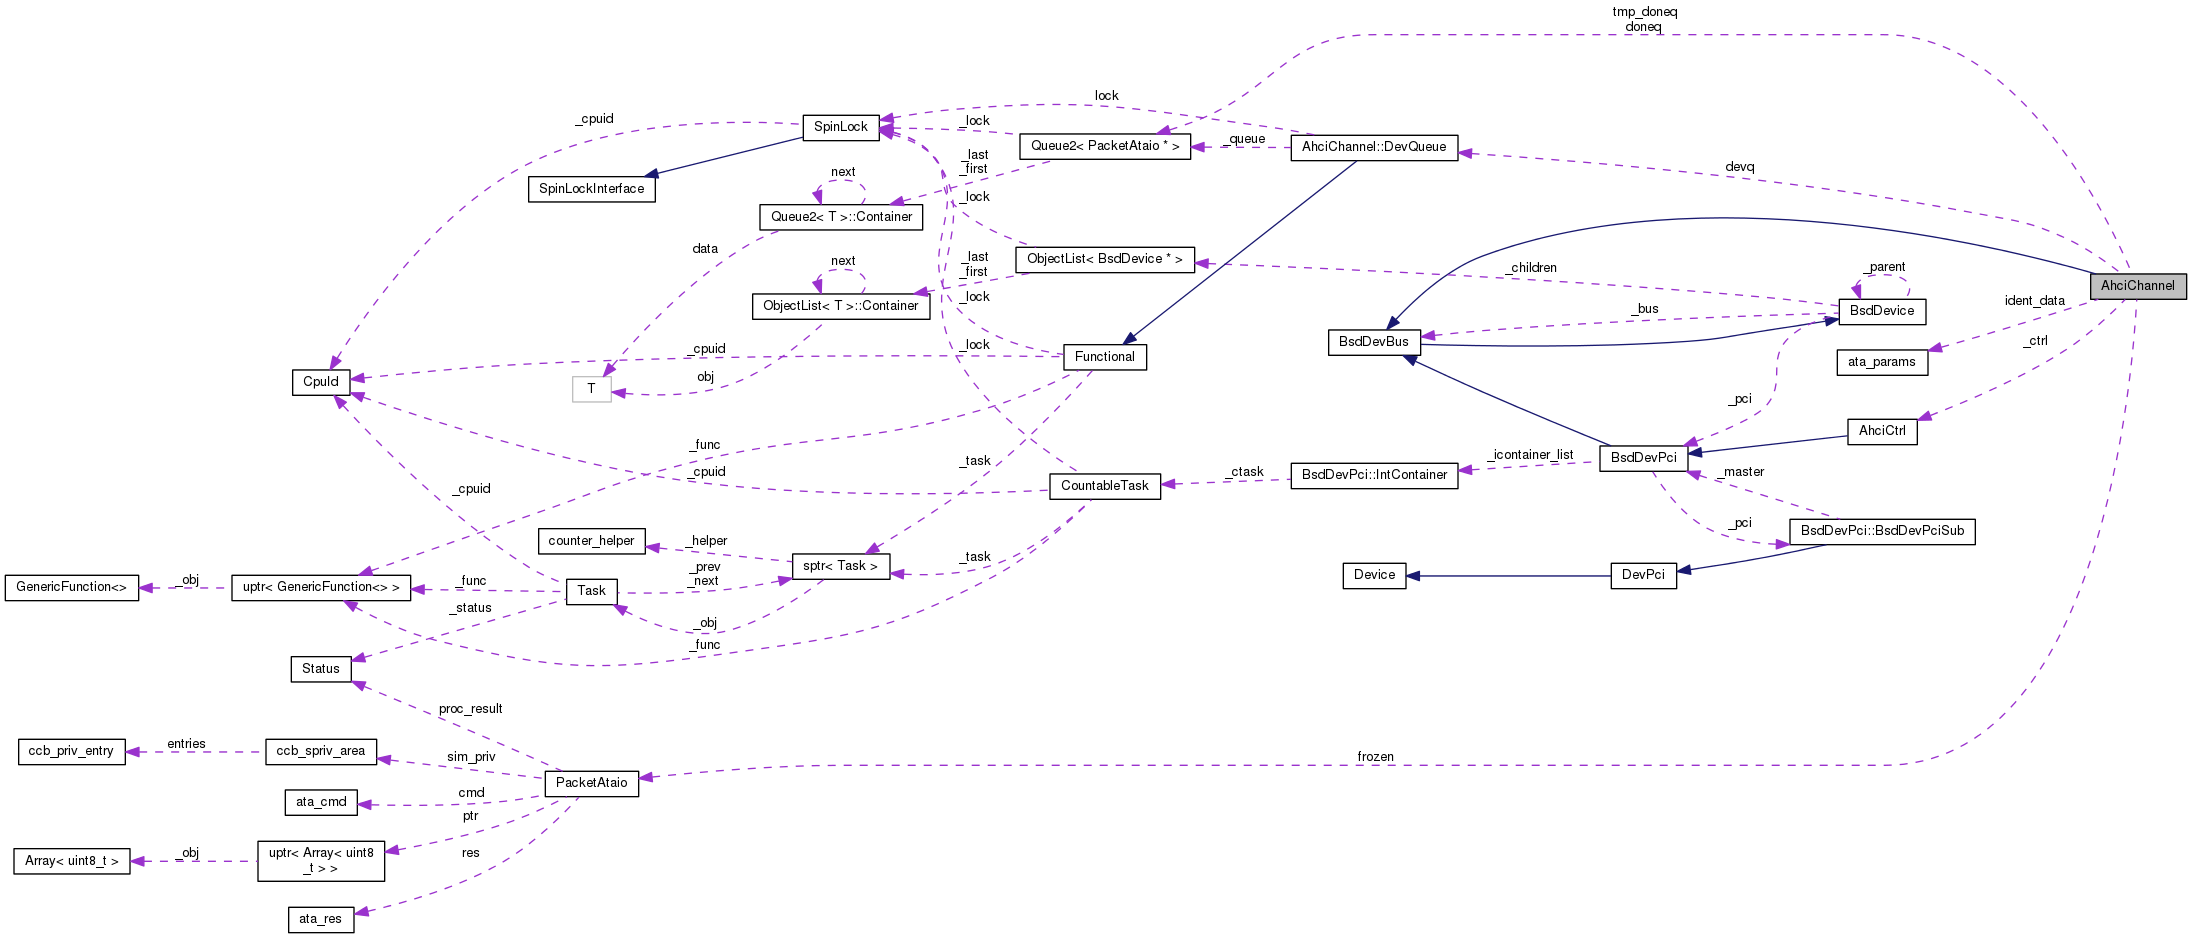 tmp_doneq
doneq
lock
_cpuid
SpinLock
_lock
Queue2< PacketAtaio * >
_queue
AhciChannel::DevQueue
devq
_last
_first
SpinLockInterface
next
_lock
Queue2< T >::Container
data
ObjectList< BsdDevice * >
_last
_first
next
_children
_parent
AhciChannel
ObjectList< T >::Container
_lock
_bus
BsdDevice
ident_data
BsdDevBus
_ctrl
_lock
_cpuid
Functional
ata_params
CpuId
T
obj
_pci
AhciCtrl
_func
_task
_cpuid
_icontainer_list
BsdDevPci
_ctask
BsdDevPci::IntContainer
_master
CountableTask
_cpuid
_pci
BsdDevPci::BsdDevPciSub
counter_helper
_helper
_task
sptr< Task >
_prev
_next
Device
DevPci
GenericFunction<>
_obj
uptr< GenericFunction<> >
_func
Task
_status
_obj
_func
Status
proc_result
ccb_priv_entry
entries
ccb_spriv_area
sim_priv
frozen
PacketAtaio
ata_cmd
cmd
ptr
Array< uint8_t >
_obj
uptr< Array< uint8
_t > >
res
ata_res